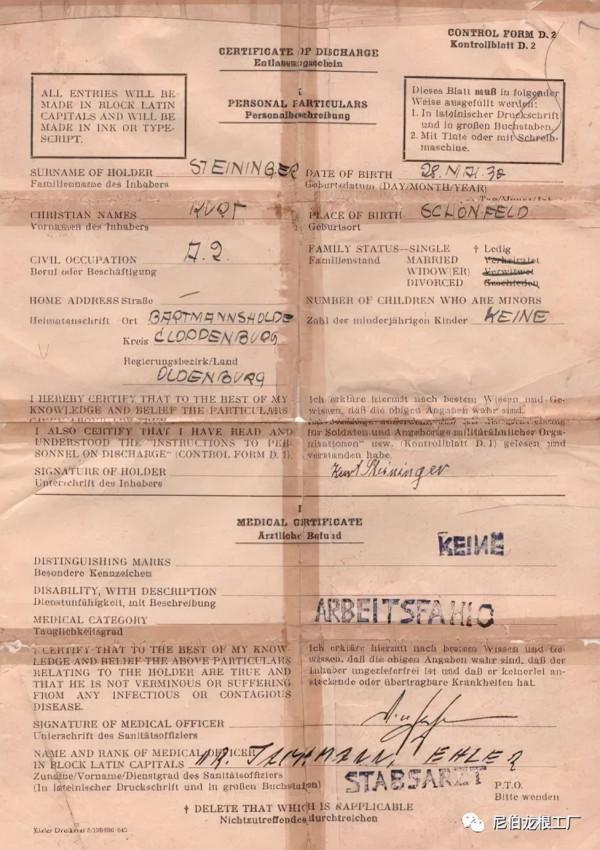 CONTROL FORM D.2
Kontrollblatt D.2
CERTIFICATE OF DISCHARGE
Entlassungsschein
I
PERSONAL PARTICULARS
Personalbeschreibung
ALL ENTRIES WILL BE
MADE IN BLOCK LATIN
CAPITALS AND WILL BE
MADE IN INK OR TYPE-
SCRIPT.
Dieses Blatt muß in folgender
Weise ausgefüllt werden:
1. In lateinischer Druckschrift
und in großen Buchstaben.
2. Mit Tinte oder mit Schreib-
maschine.
SURNAME OF HOLDER STEININGER
Familienname des Inhabers
DATE OF BIRTH 28. MAI.
Geburtsdatum (DAY/MONTH/YEAR)
CHRISTIAN NAMES KURT
Vornamen des Inhabers
PLACE OF BIRTH SCHÖNFELD
Geburtsort
CIVIL OCCUPATION
Beruf oder Beschäftigung
FAMILY STATUS—SINGLE † Ledig
Familienstand MARRIED Verheiratet
WIDOW(ER) Verwitwet
DIVORCED Geschieden
HOME ADDRESS Straße —
Heimatanschrift Ort BARTMANNSHOLDE
Kreis CLOPPENBURG
Regierungsbezirk/Land
OLDENBURG
NUMBER OF CHILDREN WHO ARE MINORS
Zahl der minderjährigen Kinder KEINE
I HEREBY CERTIFY THAT TO THE BEST OF MY
KNOWLEDGE AND BELIEF THE PARTICULARS
I ALSO CERTIFY THAT I HAVE READ AND
UNDERSTOOD THE "INSTRUCTIONS TO PER-
SONNEL ON DISCHARGE" (CONTROL FORM D.1).
SIGNATURE OF HOLDER
Unterschrift des Inhabers
Ich erkläre hiermit nach bestem Wissen und Ge-
wissen, daß die obigen Angaben wahr sind.
für Soldaten und Angehörige militärähnlicher Orga-
nisationen" usw. (Kontrollblatt D.1) gelesen und
verstanden habe.
Kurt Steininger
I
MEDICAL CERTIFICATE
Ärztlicher Befund
DISTINGUISHING MARKS KEINE
Besondere Kennzeichen
DISABILITY, WITH DESCRIPTION
Dienstunfähigkeit, mit Beschreibung
MEDICAL CATEGORY ARBEITSFÄHIG
Tauglichkeitsgrad
I CERTIFY THAT TO THE BEST OF MY KNOW-
LEDGE AND BELIEF THE ABOVE PARTICULARS
RELATING TO THE HOLDER ARE TRUE AND
THAT HE IS NOT VERMINOUS OR SUFFERING
FROM ANY INFECTIOUS OR CONTAGIOUS
DISEASE.
Ich erkläre hiermit nach bestem Wissen und Ge-
wissen, daß die obigen Angaben wahr sind, daß der
Inhaber ungezieferfrei ist und daß er keinerlei an-
steckende oder übertragbare Krankheiten hat.
SIGNATURE OF MEDICAL OFFICER
Unterschrift des Sanitätsoffiziers
NAME AND RANK OF MEDICAL OFFICER
IN BLOCK LATIN CAPITALS DR.
Zuname/Vorname/Dienstgrad des Sanitätsoffiziers
(In lateinischer Druckschrift und in großen Buchstaben)
STABSARZT
P.T.O.
Bitte wenden
† DELETE THAT WHICH IS INAPPLICABLE
Nichtzutreffendes durchstreichen
尼伯龙根工厂